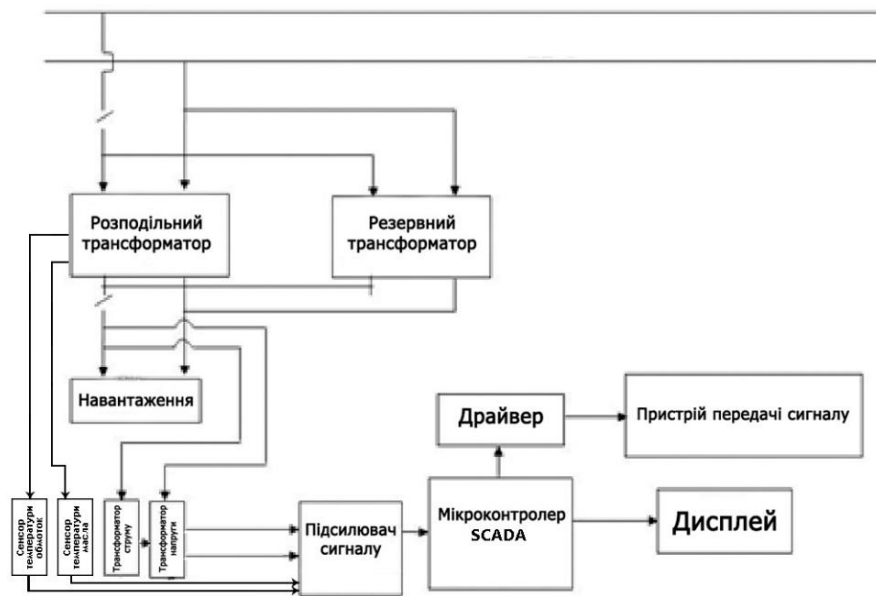 Розподільний
трансформатор
Резервний
трансформатор
Навантаження
Драйвер
Пристрій передачі сигналу
Сенсор
температури
обмоток
Сенсор
температури
масла
Трансформатор
струму
Трансформатор
напруги
Підсилювач
сигналу
Мікроконтролер
SCADA
Дисплей